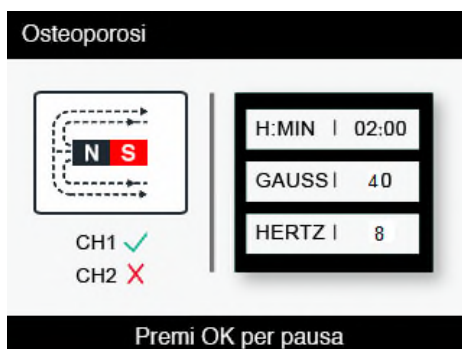 Osteoporosi
N S
CH1 ✓
CH2 X
H:MIN | 02:00
GAUSS | 40
HERTZ | 8
Premi OK per pausa